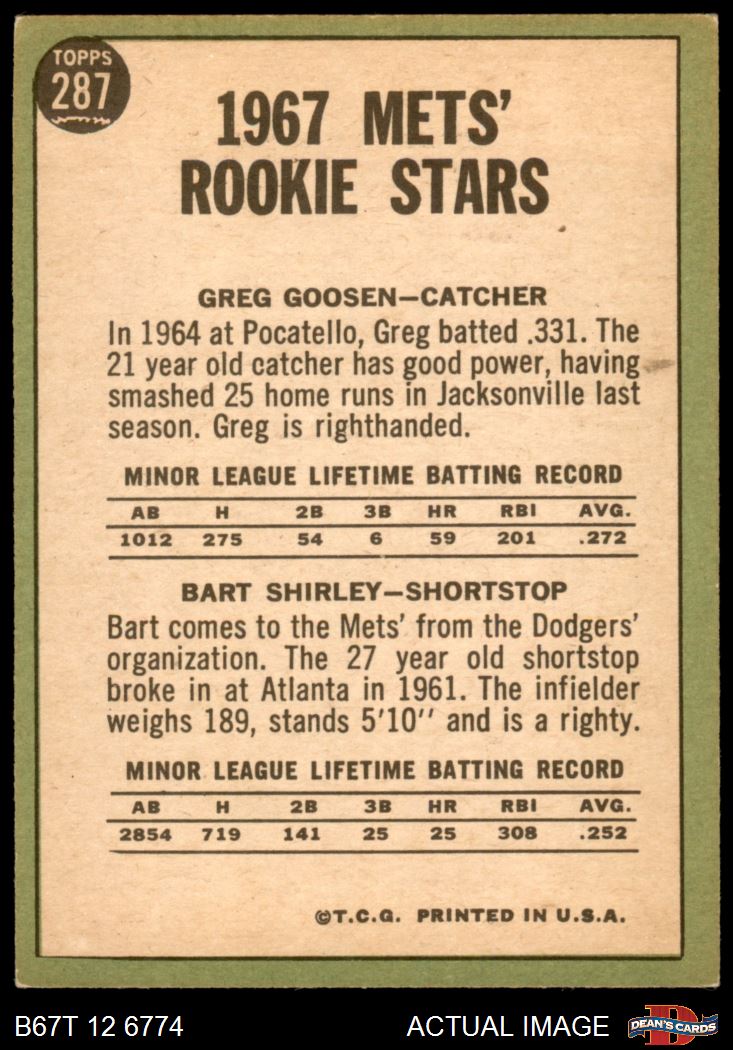 TOPPS
287
1967 METS'
ROOKIE STARS
GREG GOOSEN—CATCHER
In 1964 at Pocatello, Greg batted .331. The
21 year old catcher has good power, having
smashed 25 home runs in Jacksonville last
season. Greg is righthanded.
MINOR LEAGUE LIFETIME BATTING RECORD
AB H 2B 3B HR RBI AVG.
1012 275 54 6 59 201 .272
BART SHIRLEY—SHORTSTOP
Bart comes to the Mets' from the Dodgers'
organization. The 27 year old shortstop
broke in at Atlanta in 1961. The infielder
weighs 189, stands 5'10'' and is a righty.
MINOR LEAGUE LIFETIME BATTING RECORD
AB H 2B 3B HR RBI AVG.
2854 719 141 25 25 308 .252
©T.C.G. PRINTED IN U.S.A.
B67T 12 6774 ACTUAL IMAGE D DEAN'S CARDS